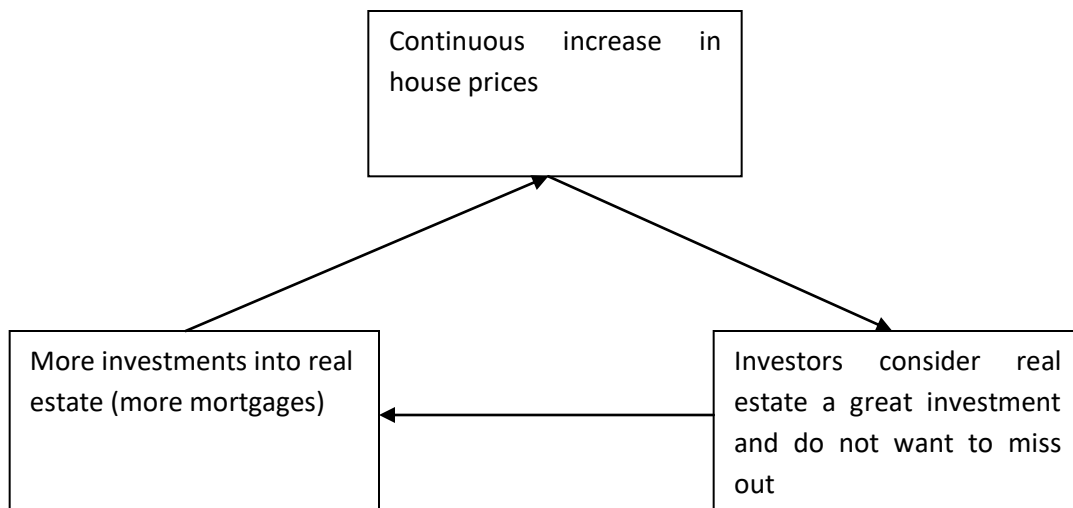 Continuous increase in
house prices
More investments into real
estate (more mortgages)
Investors consider real
estate a great investment
and do not want to miss
out